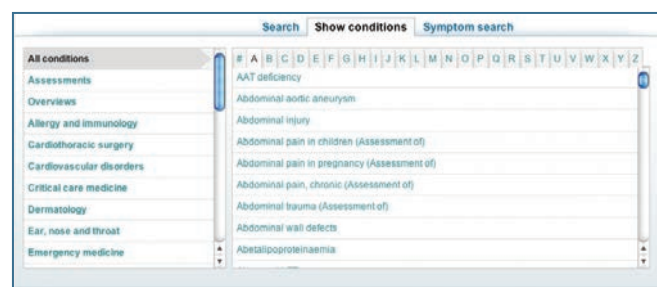 Search Show conditions Symptom search
All conditions
Assessments
Overviews
Allergy and immunology
Cardiothoracic surgery
Cardiovascular disorders
Critical care medicine
Dermatology
Ear, nose and throat
Emergency medicine
# A B C D E F G H I J K L M N O P Q R S T U V W X Y Z
AAT deficiency
Abdominal aortic aneurysm
Abdominal injury
Abdominal pain in children (Assessment of)
Abdominal pain in pregnancy (Assessment of)
Abdominal pain, chronic (Assessment of)
Abdominal trauma (Assessment of)
Abdominal wall defects
Abetalipoproteinaemia